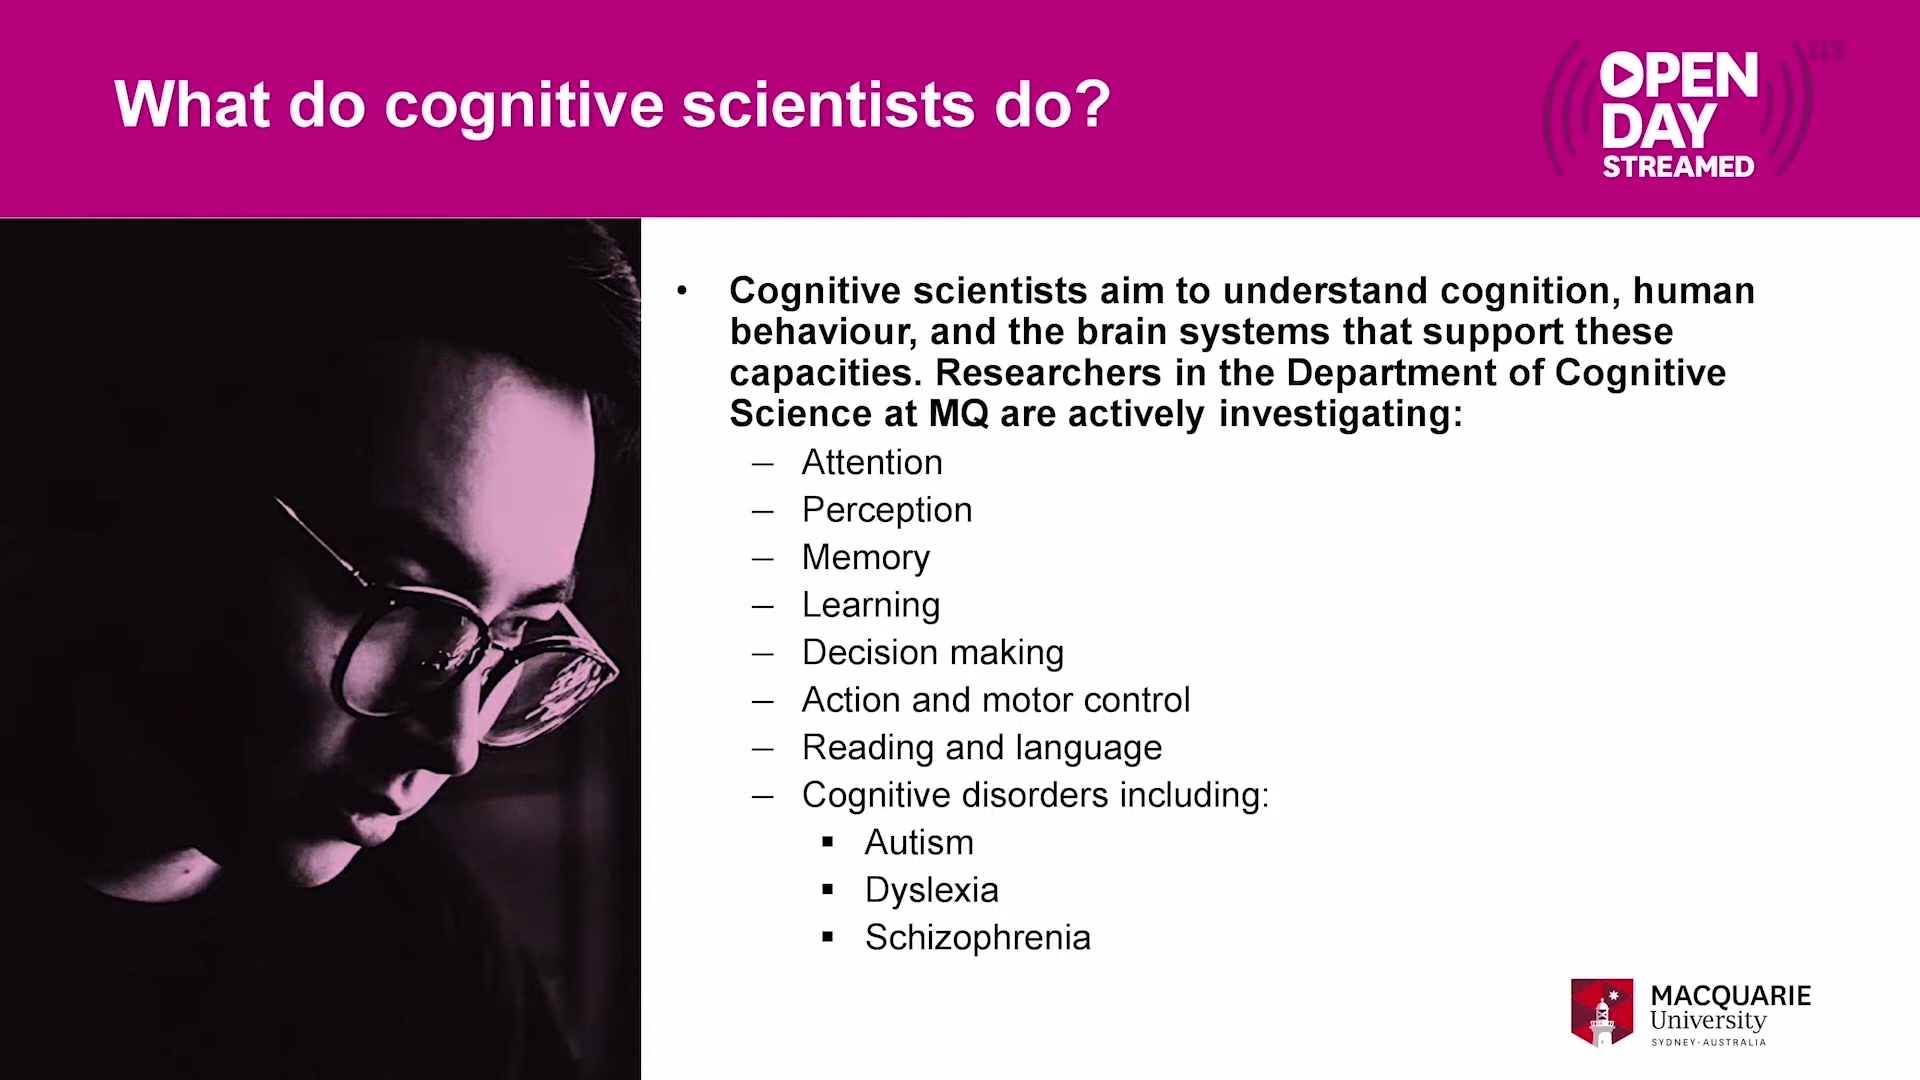 What do cognitive scientists do?
OPEN
DAY
STREAMED
• Cognitive scientists aim to understand cognition, human
behaviour, and the brain systems that support these
capacities. Researchers in the Department of Cognitive
Science at MQ are actively investigating:
– Attention
– Perception
– Memory
– Learning
– Decision making
– Action and motor control
– Reading and language
– Cognitive disorders including:
▪ Autism
▪ Dyslexia
▪ Schizophrenia
MACQUARIE
University
SYDNEY·AUSTRALIA